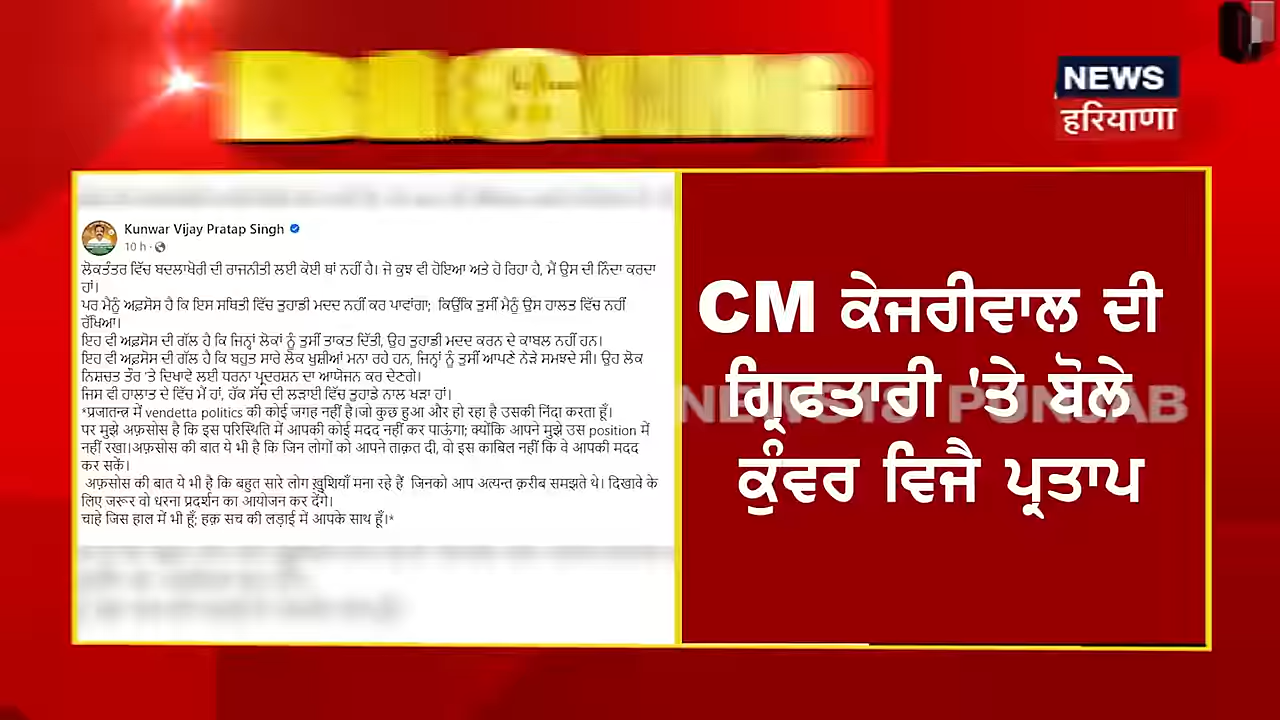 NEWS
हरियाणा
Kunwar Vijay Pratap Singh
10 h ·
ਲੋਕਤੰਤਰ ਵਿੱਚ ਬਦਲਾਖੋਰੀ ਦੀ ਰਾਜਨੀਤੀ ਲਈ ਕੋਈ ਥਾਂ ਨਹੀਂ ਹੈ। ਜੋ ਕੁਝ ਵੀ ਹੋਇਆ ਅਤੇ ਹੋ ਰਿਹਾ ਹੈ, ਮੈਂ ਉਸ ਦੀ ਨਿੰਦਾ ਕਰਦਾ
ਹਾਂ।
ਪਰ ਮੈਨੂੰ ਅਫ਼ਸੋਸ ਹੈ ਕਿ ਇਸ ਸਥਿਤੀ ਵਿੱਚ ਤੁਹਾਡੀ ਮਦਦ ਨਹੀਂ ਕਰ ਪਾਵਾਂਗਾ; ਕਿਉਂਕਿ ਤੁਸੀਂ ਮੈਨੂੰ ਉਸ ਹਾਲਤ ਵਿੱਚ ਨਹੀਂ
ਰੱਖਿਆ।
ਇਹ ਵੀ ਅਫ਼ਸੋਸ ਦੀ ਗੱਲ ਹੈ ਕਿ ਜਿਨ੍ਹਾਂ ਲੋਕਾਂ ਨੂੰ ਤੁਸੀਂ ਤਾਕਤ ਦਿੱਤੀ, ਉਹ ਤੁਹਾਡੀ ਮਦਦ ਕਰਨ ਦੇ ਕਾਬਲ ਨਹੀਂ ਹਨ।
ਇਹ ਵੀ ਅਫ਼ਸੋਸ ਦੀ ਗੱਲ ਹੈ ਕਿ ਬਹੁਤ ਸਾਰੇ ਲੋਕ ਖੁਸ਼ੀਆਂ ਮਨਾ ਰਹੇ ਹਨ, ਜਿਨ੍ਹਾਂ ਨੂੰ ਤੁਸੀਂ ਆਪਣੇ ਨੇੜੇ ਸਮਝਦੇ ਸੀ। ਉਹ ਲੋਕ
ਨਿਸ਼ਚਤ ਤੌਰ 'ਤੇ ਦਿਖਾਵੇ ਲਈ ਧਰਨਾ ਪ੍ਰਦਰਸ਼ਨ ਦਾ ਆਯੋਜਨ ਕਰ ਦੇਣਗੇ।
ਜਿਸ ਵੀ ਹਾਲਾਤ ਦੇ ਵਿੱਚ ਮੈਂ ਹਾਂ, ਹੱਕ ਸੱਚ ਦੀ ਲੜਾਈ ਵਿੱਚ ਤੁਹਾਡੇ ਨਾਲ ਖੜਾ ਹਾਂ।
*प्रजातन्त्र में vendetta politics की कोई जगह नहीं है।जो कुछ हुआ और हो रहा है उसकी निंदा करता हूँ।
पर मुझे अफ़सोस है कि इस परिस्थिति में आपकी कोई मदद नहीं कर पाऊंगा; क्योंकि आपने मुझे उस position में
नहीं रखा।अफ़सोस की बात ये भी है कि जिन लोगों को आपने ताक़त दी, वो इस काबिल नहीं कि वे आपकी मदद
कर सकें।
अफ़सोस की बात ये भी है कि बहुत सारे लोग ख़ुशियाँ मना रहे हैं जिनको आप अत्यन्त क़रीब समझते थे। दिखावे के
लिए जरूर वो धरना प्रदर्शन का आयोजन कर देंगे।
चाहे जिस हाल में भी हूँ; हक़ सच की लड़ाई में आपके साथ हूँ।*
CM ਕੇਜਰੀਵਾਲ ਦੀ
ਗ੍ਰਿਫਤਾਰੀ 'ਤੇ ਬੋਲੇ
ਕੁੰਵਰ ਵਿਜੈ ਪ੍ਰਤਾਪ
NEWS18 PUNJAB